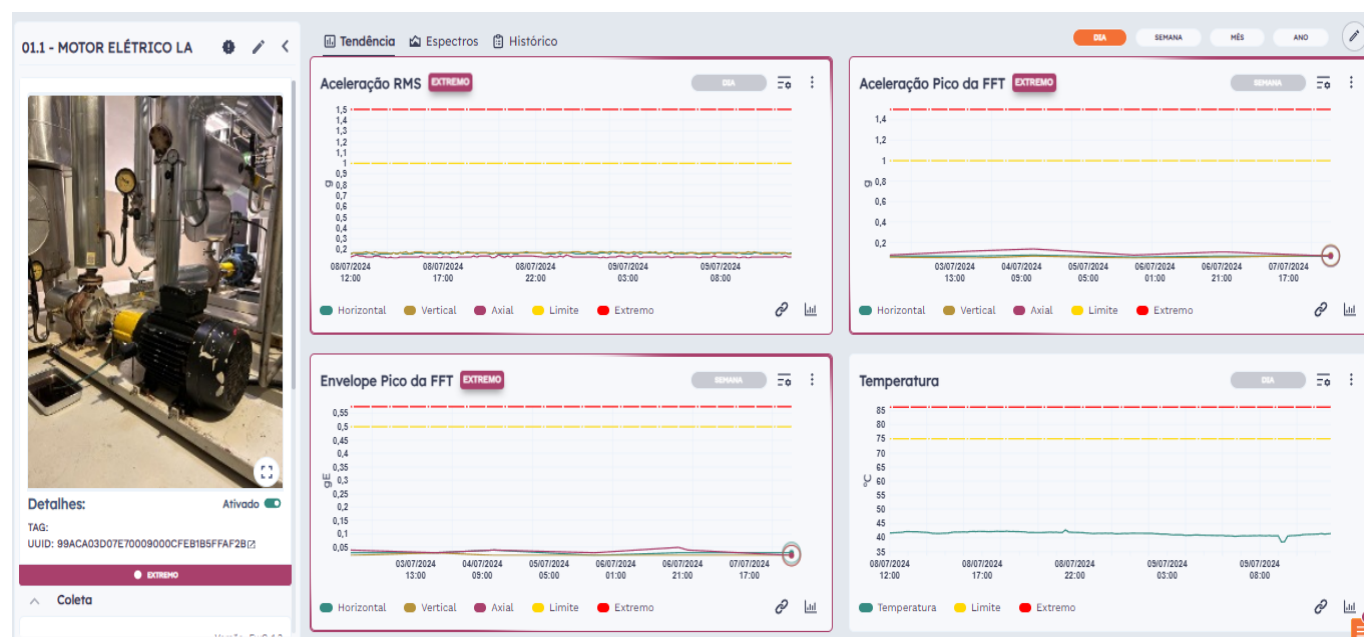 01.1 - MOTOR ELÉTRICO LA
Tendência Espectros Histórico
DIA SEMANA MÊS ANO
Detalhes: Ativado
TAG:
UUID: 99ACA03D07E70009000CFEB1B5FFAF2B
EXTREMO
Coleta
Aceleração RMS EXTREMO DIA
1,5
1,4
1,3
1,2
1,1
1
0,9
0,8
0,7
0,6
0,5
0,4
0,3
0,2
g
08/07/2024 08/07/2024 08/07/2024 09/07/2024 09/07/2024
12:00 17:00 22:00 03:00 08:00
Horizontal Vertical Axial Limite Extremo
Aceleração Pico da FFT EXTREMO SEMANA
1,4
1,2
1
0,8
0,6
0,4
0,2
g
03/07/2024 04/07/2024 05/07/2024 06/07/2024 06/07/2024 07/07/2024
13:00 09:00 05:00 01:00 21:00 17:00
Horizontal Vertical Axial Limite Extremo
Envelope Pico da FFT EXTREMO SEMANA
0,55
0,5
0,45
0,4
0,35
0,3
0,25
0,2
0,15
0,1
0,05
gE
03/07/2024 04/07/2024 05/07/2024 06/07/2024 06/07/2024 07/07/2024
13:00 09:00 05:00 01:00 21:00 17:00
Horizontal Vertical Axial Limite Extremo
Temperatura DIA
85
80
75
70
65
60
55
50
45
40
35
°C
08/07/2024 08/07/2024 08/07/2024 09/07/2024 09/07/2024
12:00 17:00 22:00 03:00 08:00
Temperatura Limite Extremo